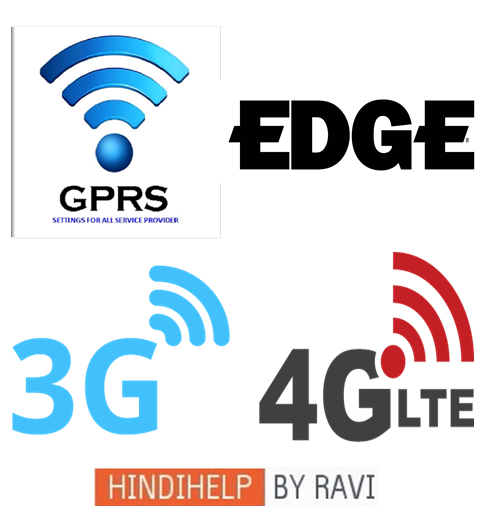 GPRS
SETTINGS FOR ALL SERVICE PROVIDER
EDGE®
3G
4G LTE
HINDIHELP BY RAVI